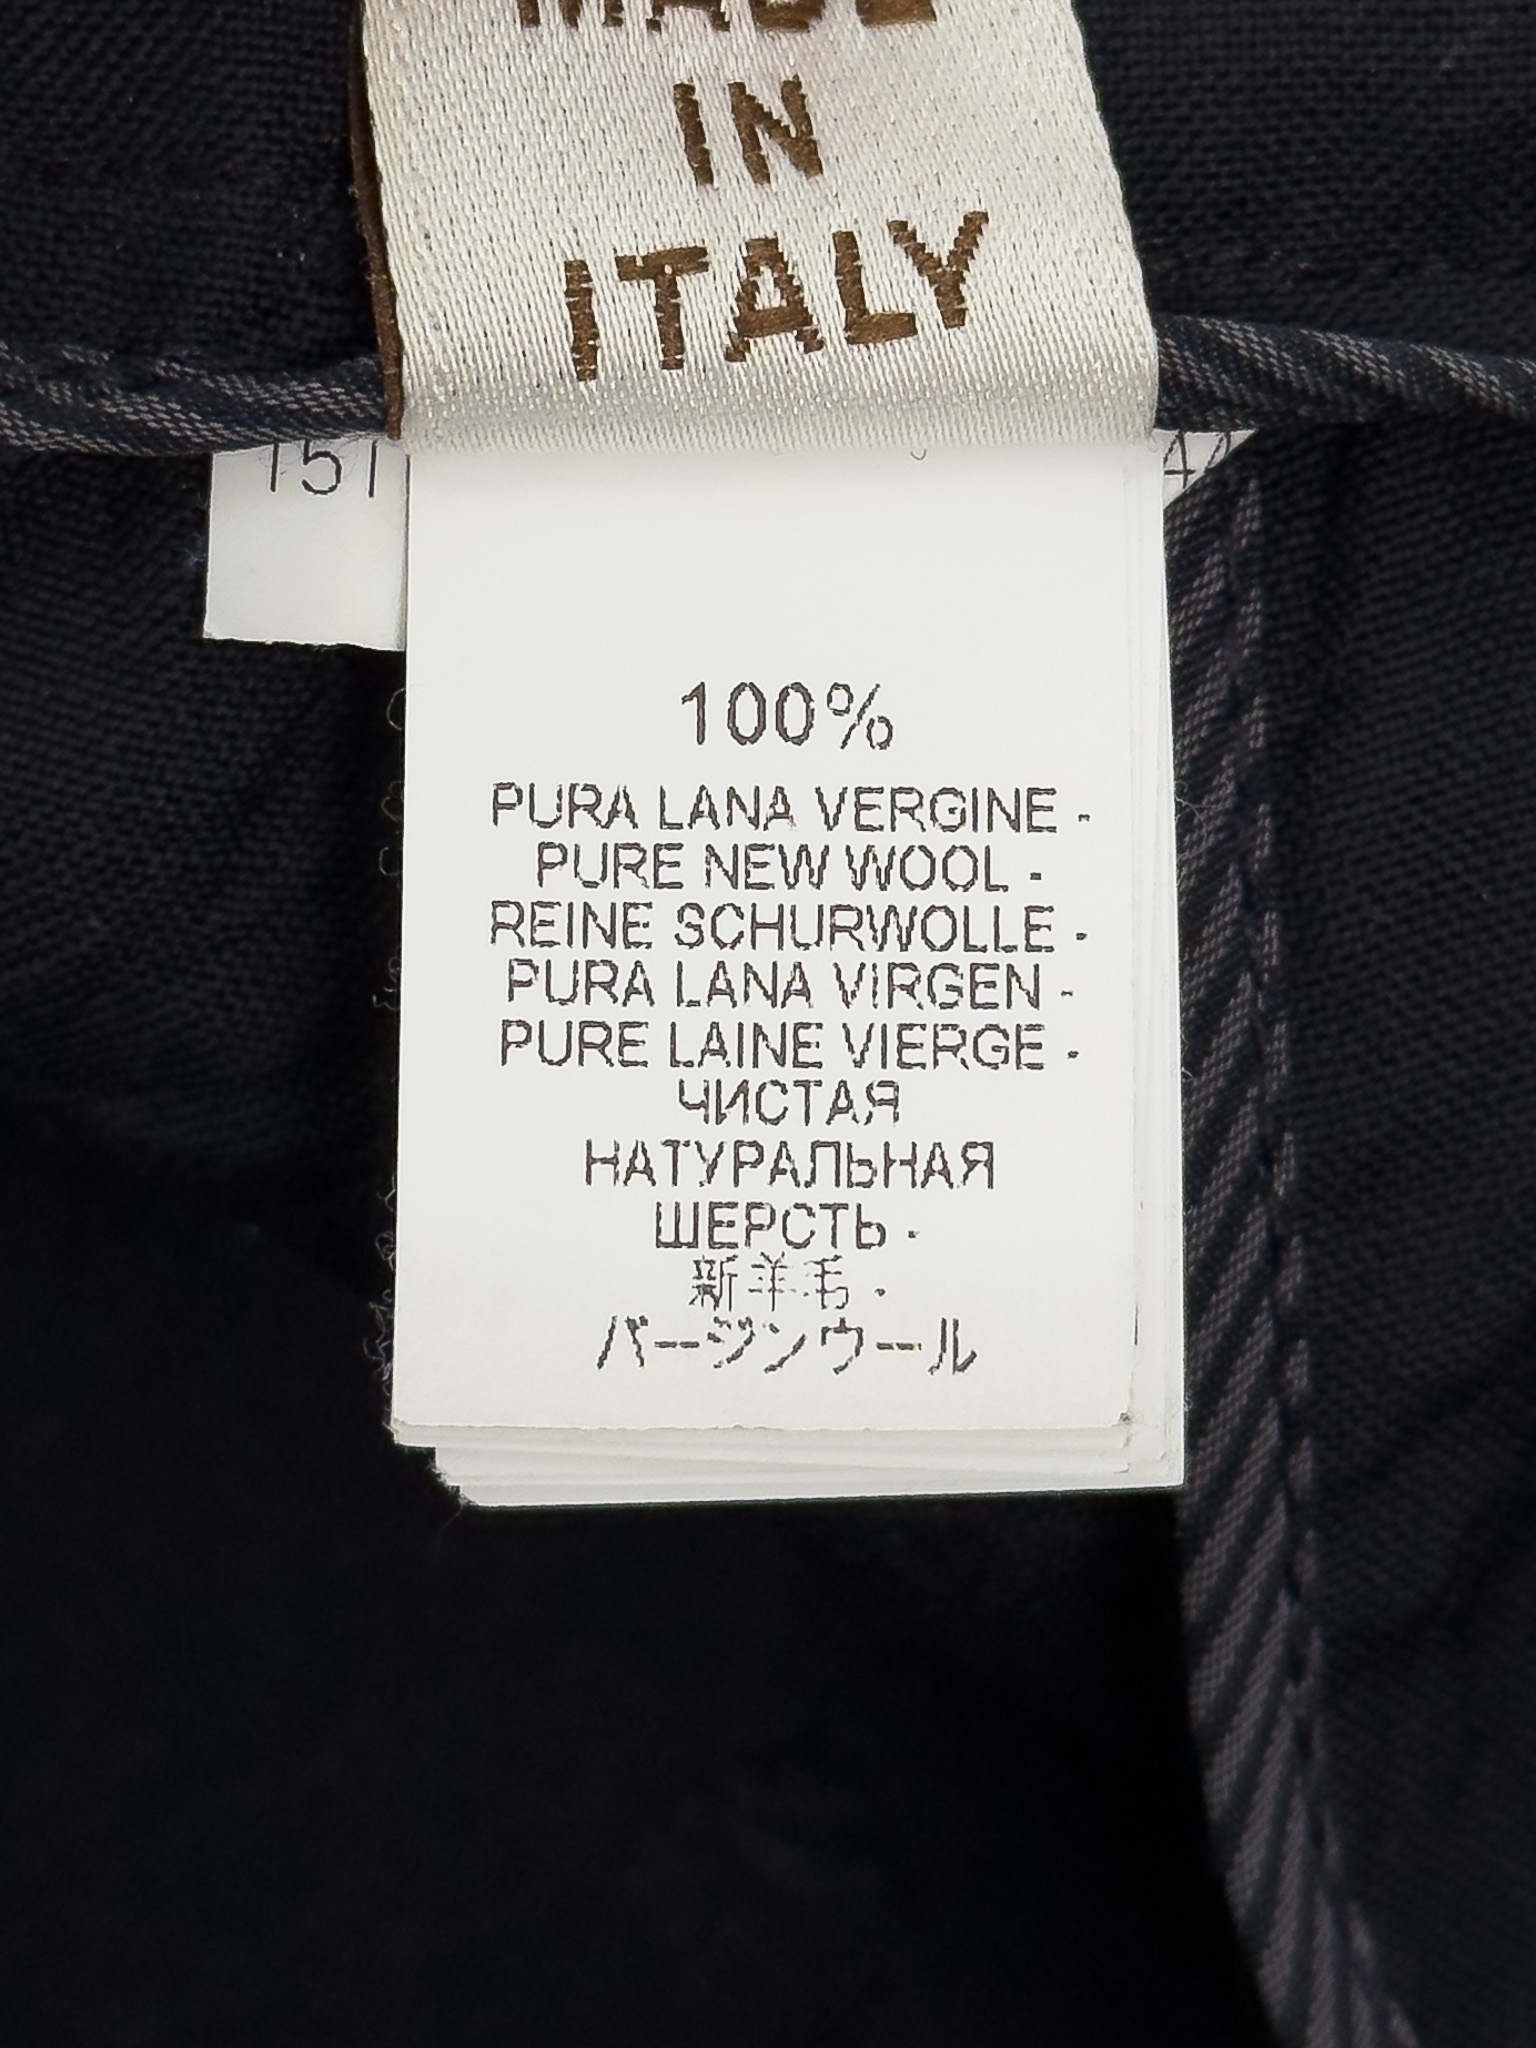 MADE
IN
ITALY
100%
PURA LANA VERGINE -
PURE NEW WOOL -
REINE SCHURWOLLE -
PURA LANA VIRGEN -
PURE LAINE VIERGE -
ЧИСТАЯ
НАТУРАЛЬНАЯ
ШЕРСТЬ -
新羊毛 -
バージンウール